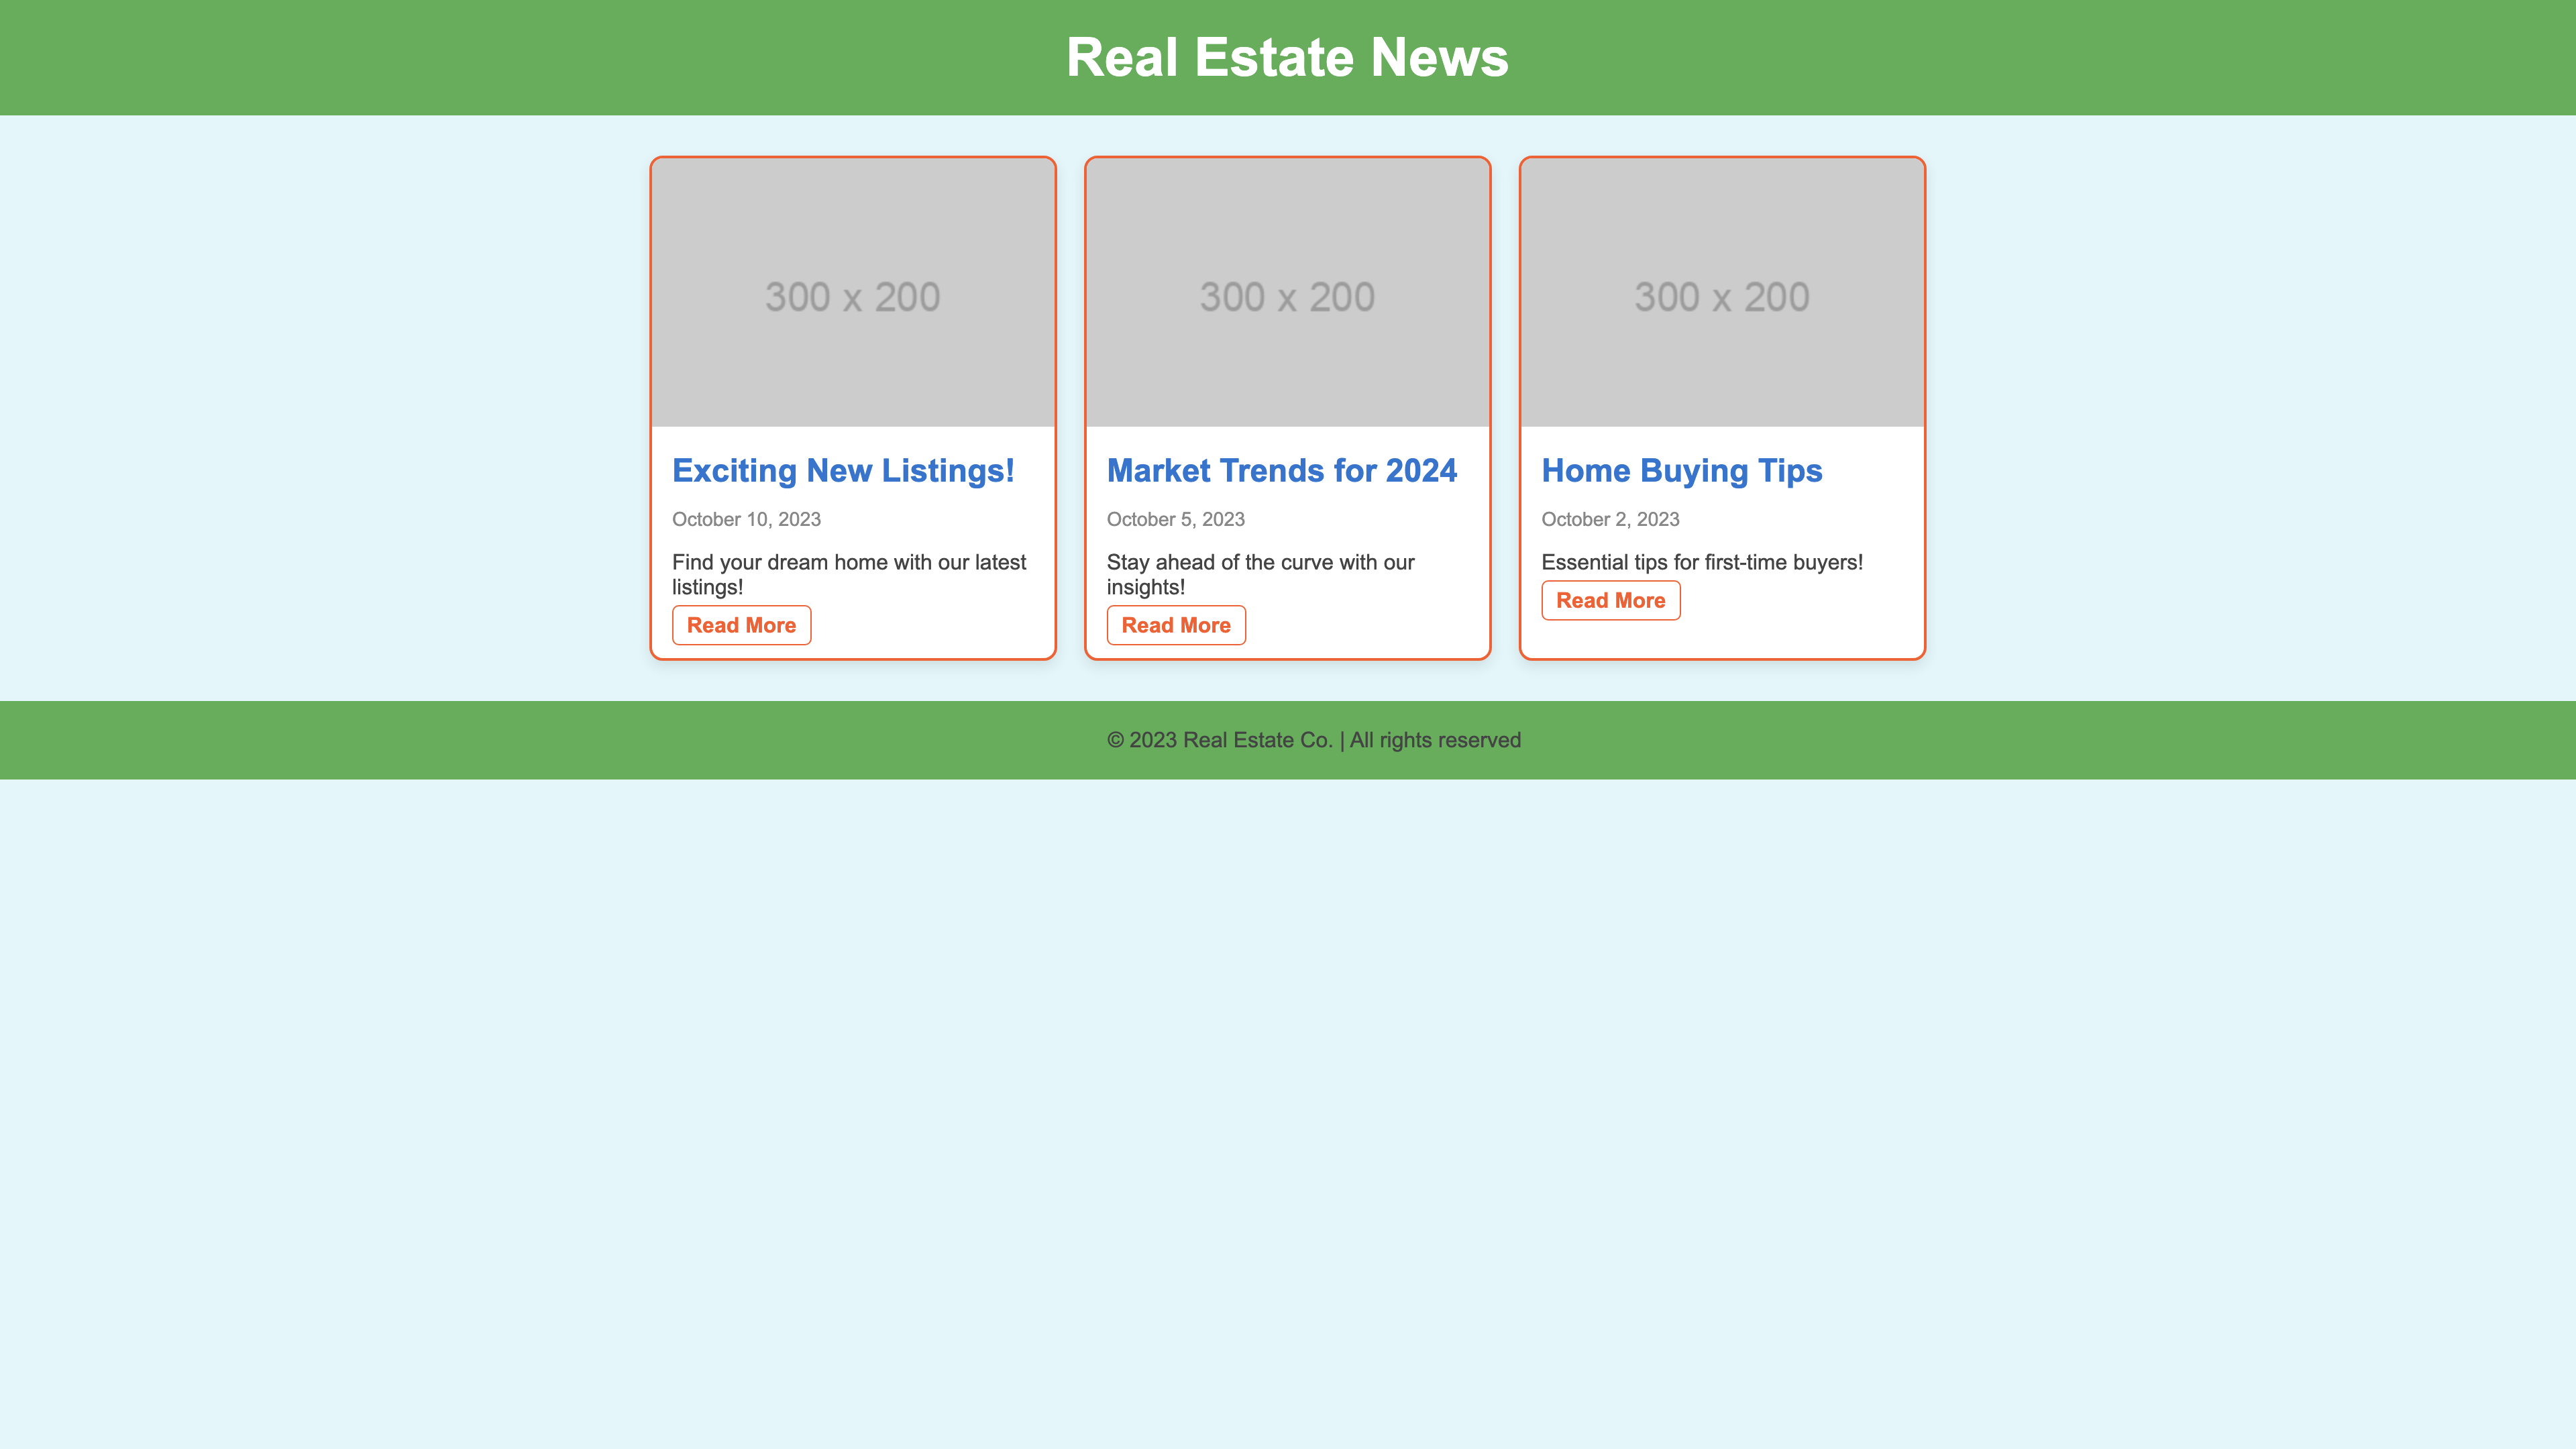 Real Estate News
300 x 200
300 x 200
300 x 200
Exciting New Listings!
October 10, 2023
Find your dream home with our latest
listings!
Read More
Market Trends for 2024
October 5, 2023
Stay ahead of the curve with our
insights!
Read More
Home Buying Tips
October 2, 2023
Essential tips for first-time buyers!
Read More
© 2023 Real Estate Co. | All rights reserved